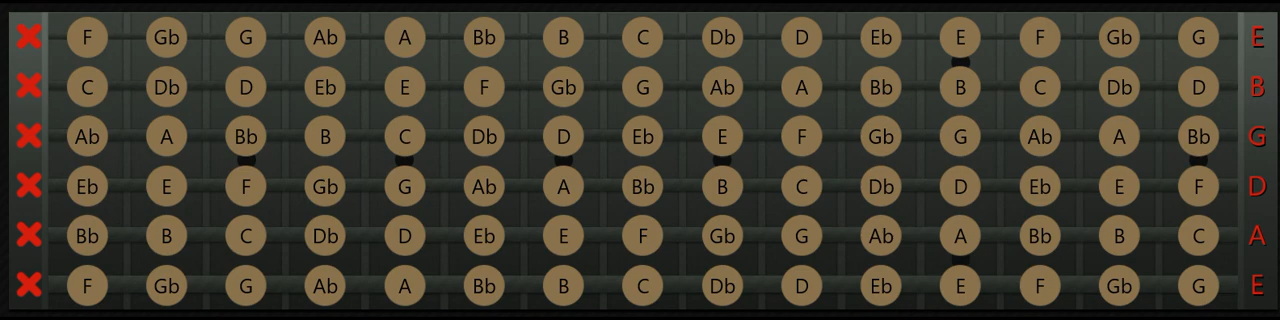 F Gb G Ab A Bb B C Db D Eb E F Gb G E
C Db D Eb E F Gb G Ab A Bb B C Db D B
Ab A Bb B C Db D Eb E F Gb G Ab A Bb G
Eb E F Gb G Ab A Bb B C Db D Eb E F D
Bb B C Db D Eb E F Gb G Ab A Bb B C A
F Gb G Ab A Bb B C Db D Eb E F Gb G E